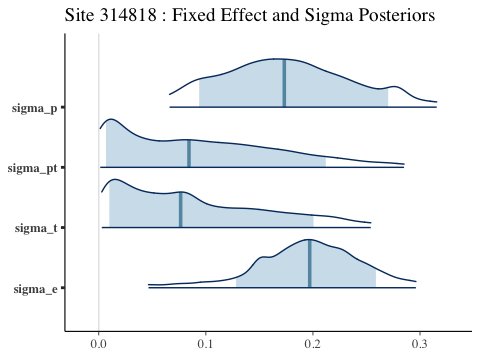 Site 314818 : Fixed Effect and Sigma Posteriors
sigma_p
sigma_pt
sigma_t
sigma_e
0.0 0.1 0.2 0.3